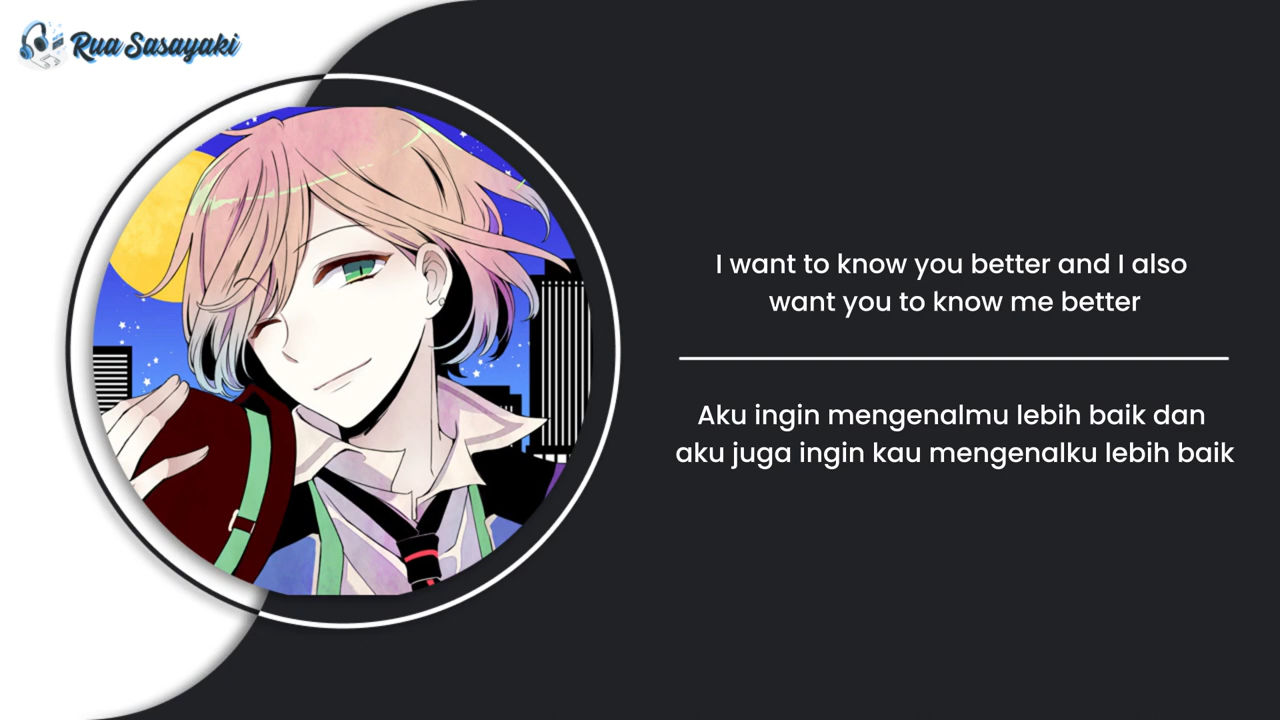 Rua Sasayaki
I want to know you better and I also
want you to know me better
Aku ingin mengenalmu lebih baik dan
aku juga ingin kau mengenalku lebih baik